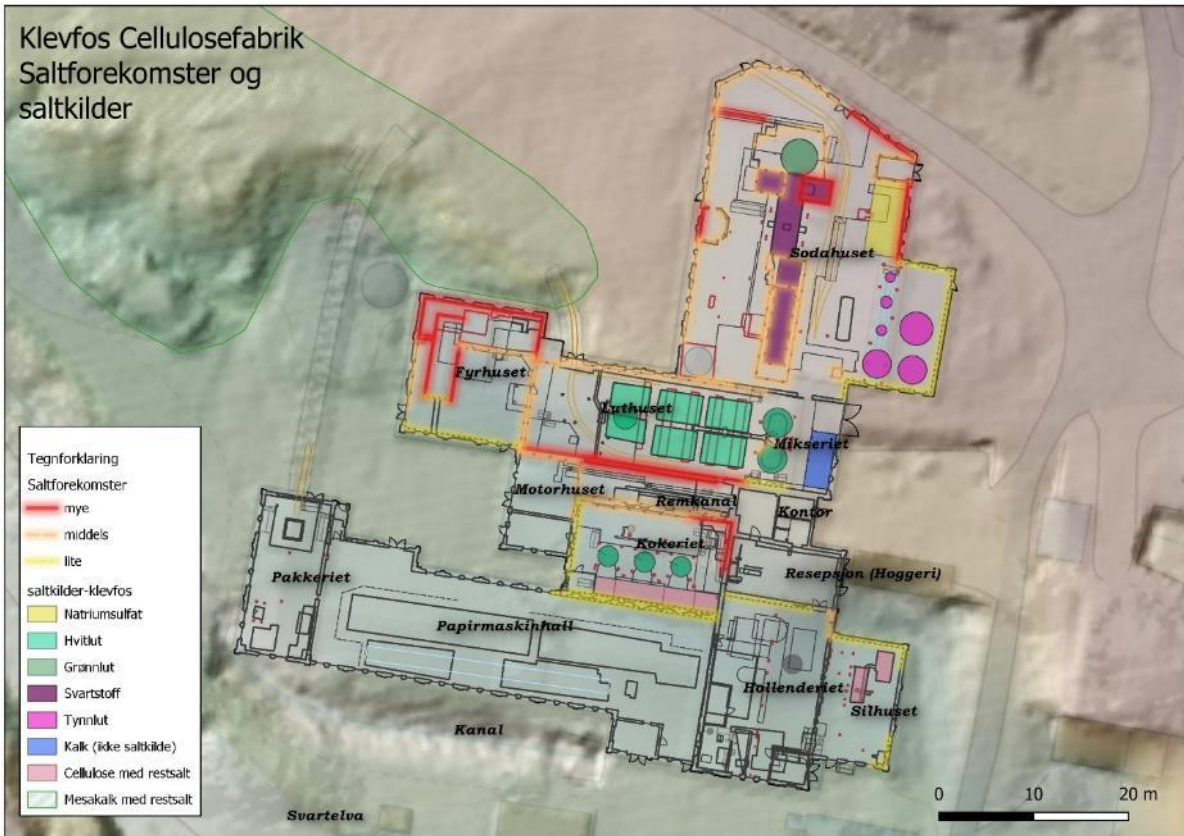 Klevfos Cellulosefabrik
Saltforekomster og
saltkilder
Sodahuset
Fyrhuset
Luthuset
Mikseriet
Motorhuset
Remkanal
Kontor
Kokeriet
Resepsjon (Hoggeri)
Pakkeriet
Papirmaskinhall
Hollenderiet
Silhuset
Kanal
Svartelva
Tegnforklaring
Saltforekomster
mye
middels
lite
saltkilder-klevfos
Natriumsulfat
Hvitlut
Grønnlut
Svartstoff
Tynnlut
Kalk (ikke saltkilde)
Cellulose med restsalt
Mesakalk med restsalt
0 10 20 m